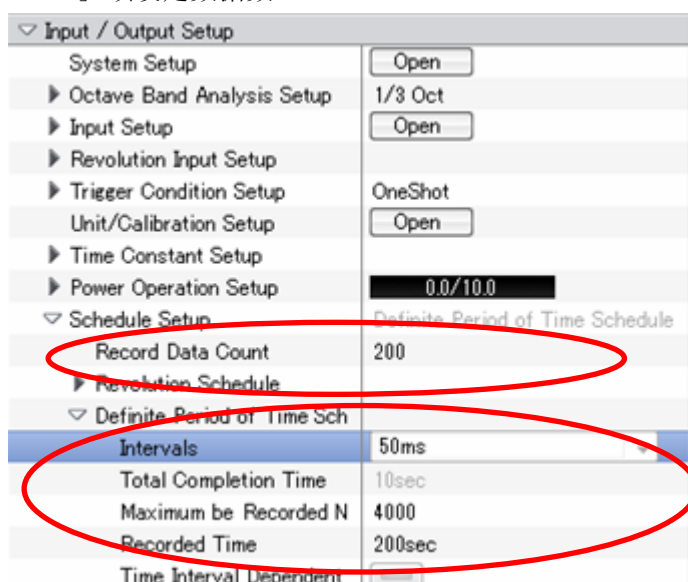 Input / Output Setup
System Setup Open
Octave Band Analysis Setup 1/3 Oct
Input Setup Open
Revolution Input Setup
Trigger Condition Setup OneShot
Unit/Calibration Setup Open
Time Constant Setup
Power Operation Setup 0.0/10.0
Schedule Setup Definite Period of Time Schedule
Record Data Count 200
Revolution Schedule
Definite Period of Time Sch
Intervals 50ms
Total Completion Time 10sec
Maximum be Recorded N 4000
Recorded Time 200sec
Time Interval Dependent